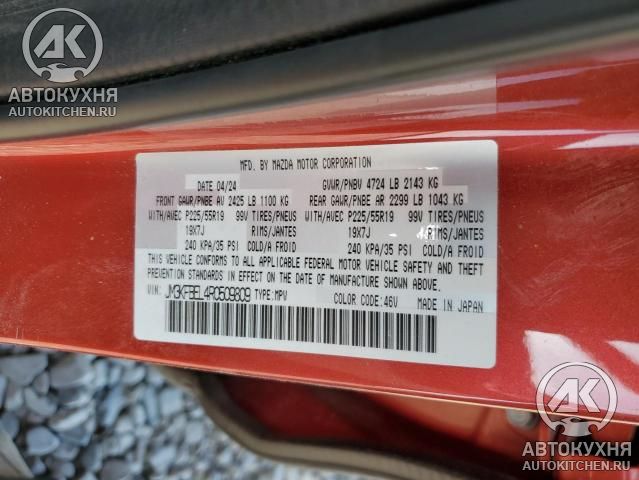 АК
АВТОКУХНЯ
AUTOKITCHEN.RU
MFD. BY MAZDA MOTOR CORPORATION
DATE 04/24
GVWR/PNBV 4724 LB 2143 KG
FRONT GAWR/PNBE AV 2425 LB 1100 KG
REAR GAWR/PNBE AR 2299 LB 1043 KG
WITH/AVEC P225/55R19 99V TIRES/PNEUS
WITH/AVEC P225/55R19 99V TIRES/PNEUS
19X7J RIMS/JANTES
19X7J RIMS/JANTES
240 KPA/35 PSI COLD/A FROID
240 KPA/35 PSI COLD/A FROID
THIS VEHICLE CONFORMS TO ALL APPLICABLE FEDERAL MOTOR VEHICLE SAFETY AND THEFT
PREVENTION STANDARDS IN EFFECT ON THE DATE OF MANUFACTURE SHOWN ABOVE.
VIN: JM3KFBEL4R0509809 TYPE:MPV
COLOR CODE:46V
MADE IN JAPAN
АК
АВТОКУХНЯ
AUTOKITCHEN.RU